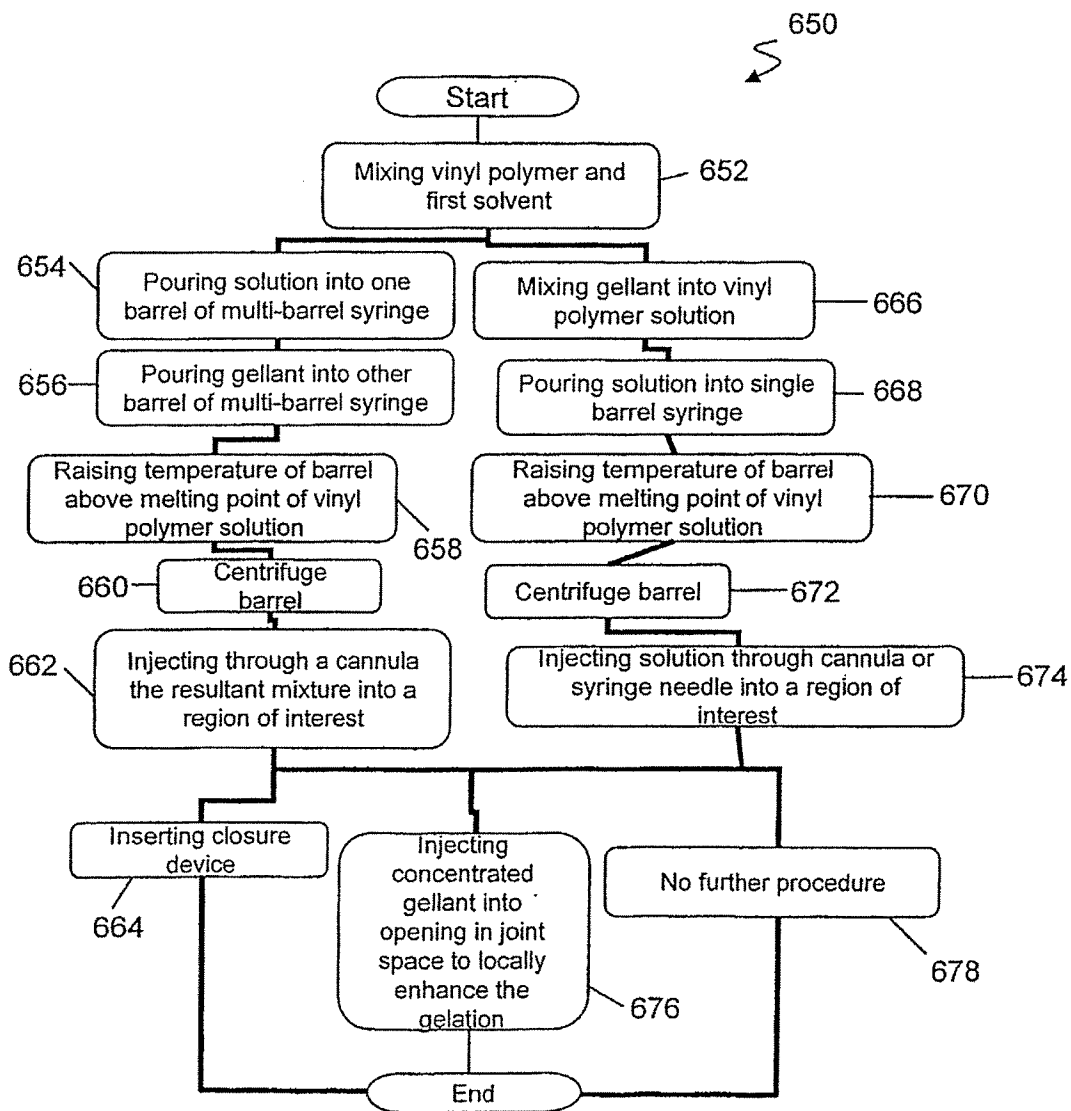 650
Start
Mixing vinyl polymer and
first solvent
652
654
Pouring solution into one
barrel of multi-barrel syringe
Mixing gellant into vinyl
polymer solution
666
656
Pouring gellant into other
barrel of multi-barrel syringe
Pouring solution into single
barrel syringe
668
Raising temperature of barrel
above melting point of vinyl
polymer solution
658
Raising temperature of barrel
above melting point of vinyl
polymer solution
670
660
Centrifuge
barrel
Centrifuge barrel
672
662
Injecting through a cannula
the resultant mixture into a
region of interest
Injecting solution through cannula or
syringe needle into a region of
interest
674
Inserting closure
device
664
Injecting
concentrated
gellant into
opening in joint
space to locally
enhance the
gelation
676
No further procedure
678
End